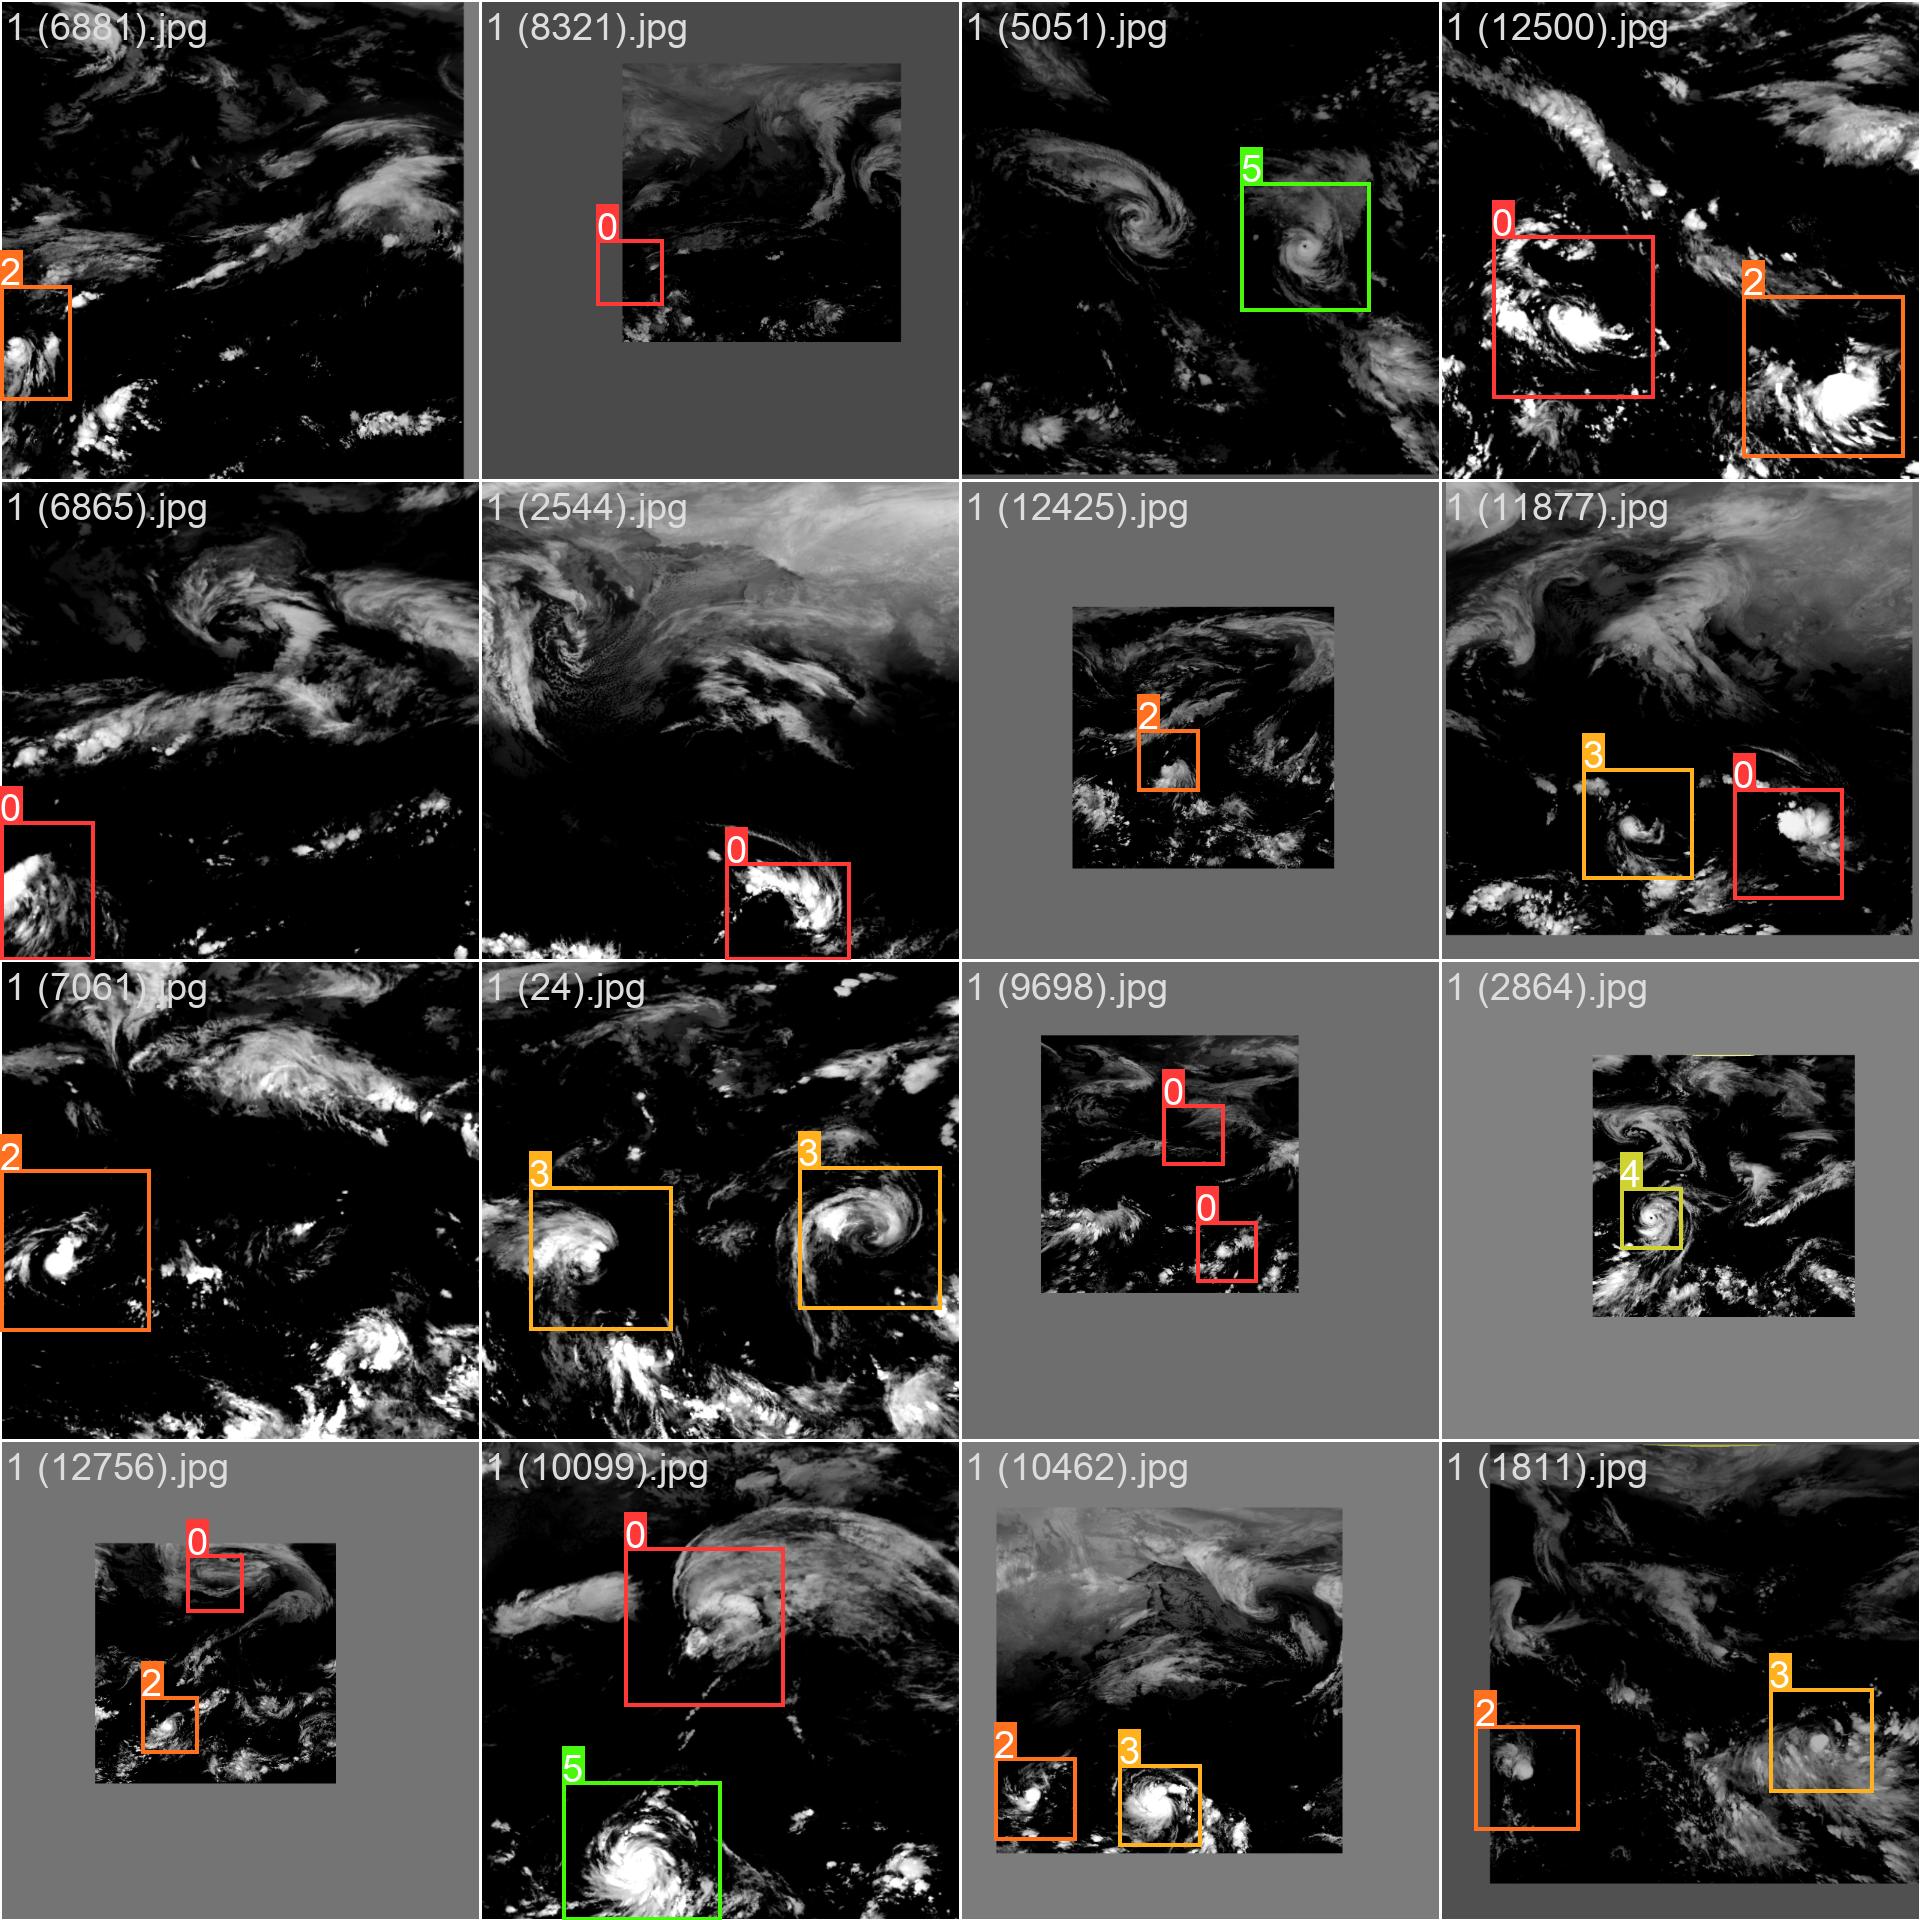 1 (6881).jpg
2
1 (8321).jpg
0
1 (5051).jpg
5
1 (12500).jpg
0
2
1 (6865).jpg
0
1 (2544).jpg
0
1 (12425).jpg
2
1 (11877).jpg
3
0
1 (7061).jpg
2
1 (24).jpg
3
3
1 (9698).jpg
0
0
1 (2864).jpg
4
1 (12756).jpg
0
2
1 (10099).jpg
0
5
1 (10462).jpg
2
3
1 (1811).jpg
3
2